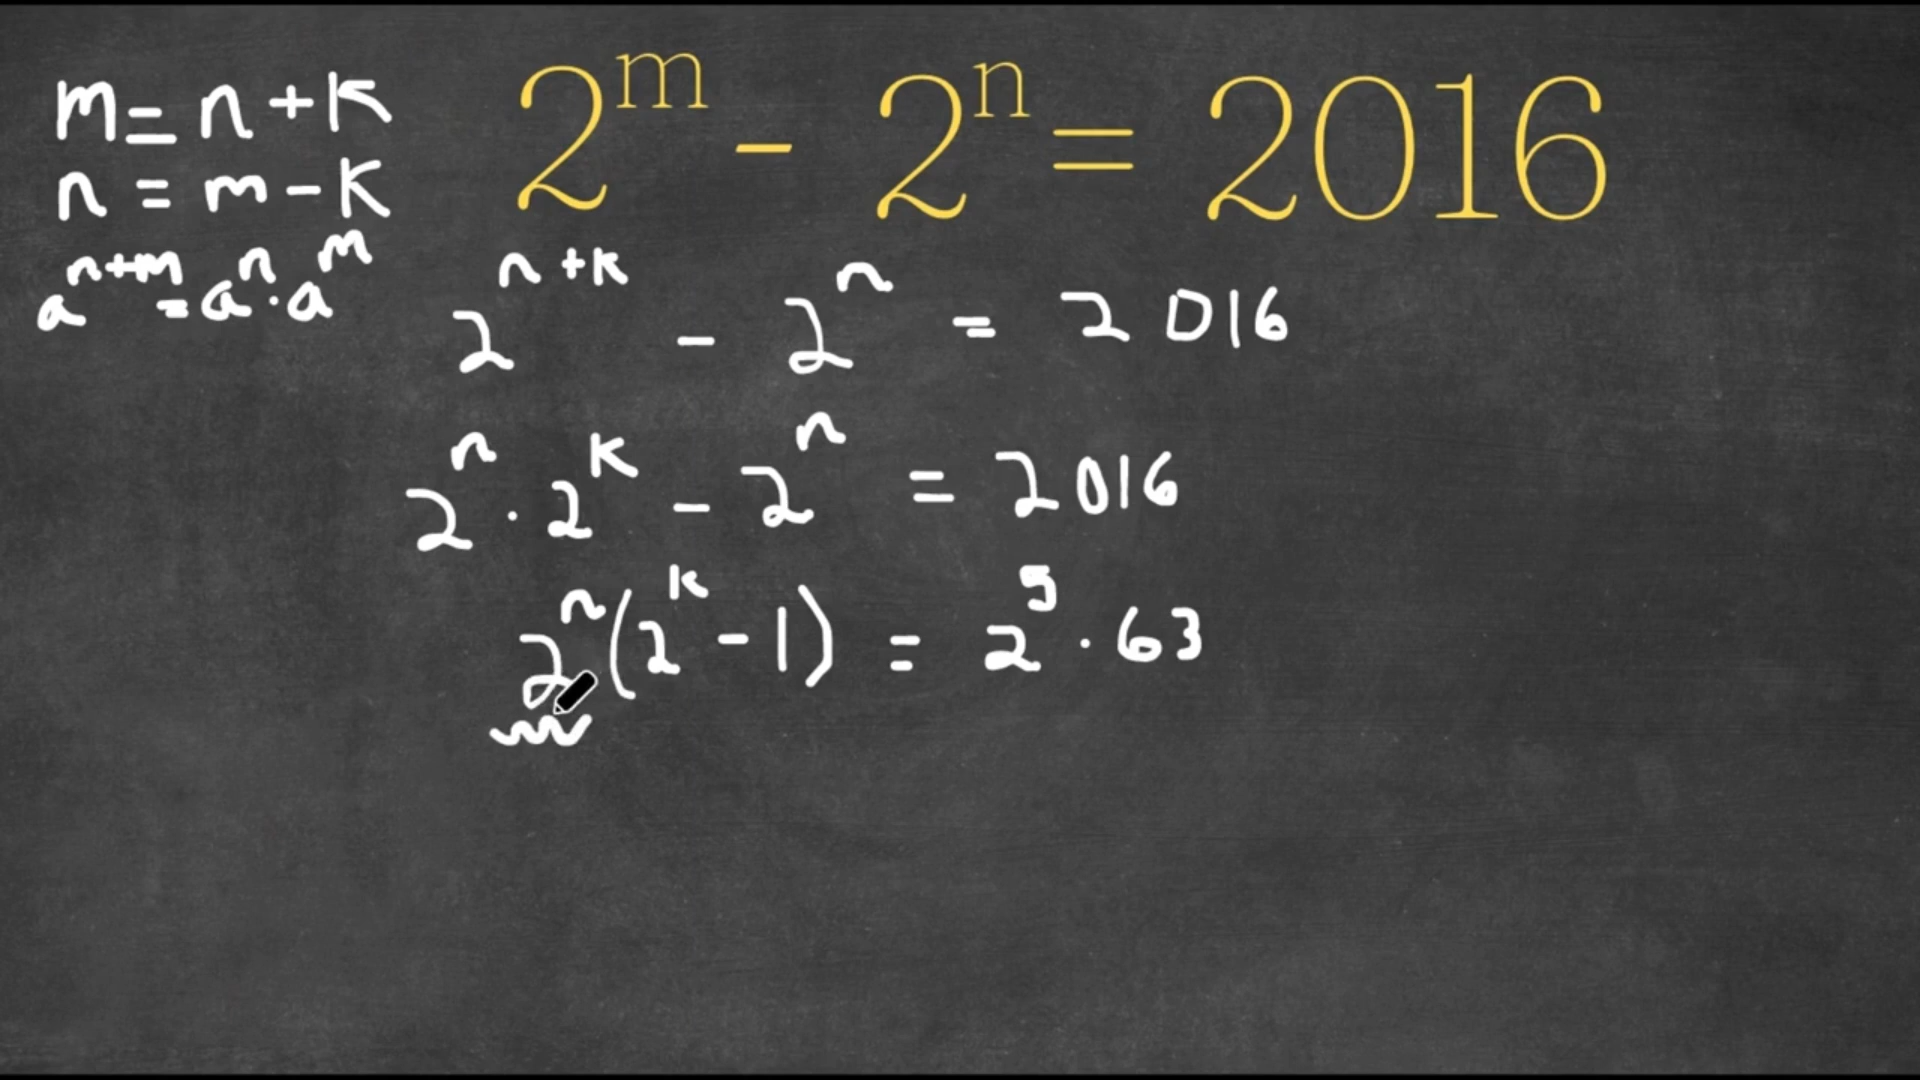 2^m - 2^n = 2016
m = n + k
n = m - k
a^{n+m} = a^n · a^m
2^{n+k} - 2^n = 2016
2^n · 2^k - 2^n = 2016
2^n (2^k - 1) = 2^5 · 63